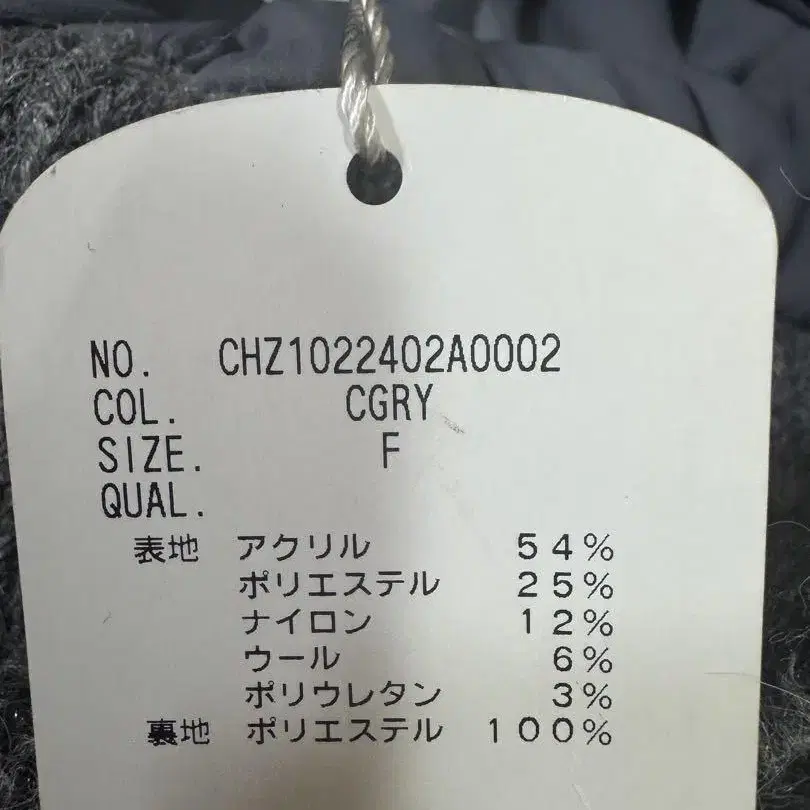 NO. CHZ1022402A0002
COL. CGRY
SIZE. F
QUAL.
表地 アクリル 54%
ポリエステル 25%
ナイロン 12%
ウール 6%
ポリウレタン 3%
裏地 ポリエステル 100%